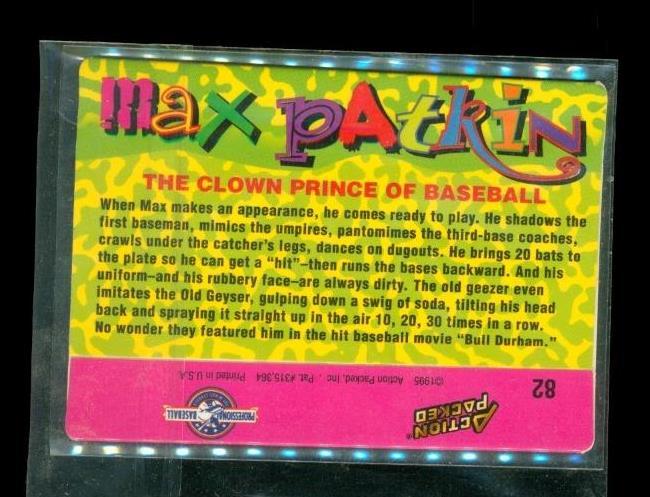 max patkin
THE CLOWN PRINCE OF BASEBALL
When Max makes an appearance, he comes ready to play. He shadows the
first baseman, mimics the umpires, pantomimes the third-base coaches,
crawls under the catcher's legs, dances on dugouts. He brings 20 bats to
the plate so he can get a "hit"–then runs the bases backward. And his
uniform–and his rubbery face–are always dirty. The old geezer even
imitates the Old Geyser, gulping down a swig of soda, tilting his head
back and spraying it straight up in the air 10, 20, 30 times in a row.
No wonder they featured him in the hit baseball movie "Bull Durham."
82
©1995 Action Packed, Inc. Pat. #315,364 Printed in U.S.A.
ACTION
PACKED
PROFESSIONAL
BASEBALL